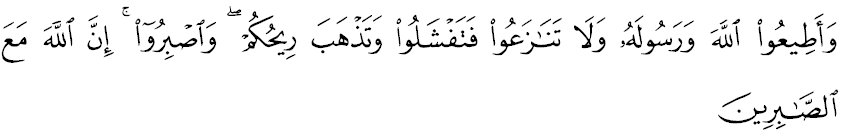 وَأَطِيعُوا۟ ٱللَّهَ وَرَسُولَهُۥ وَلَا تَنَـٰزَعُوا۟ فَتَفْشَلُوا۟ وَتَذْهَبَ رِيحُكُمْ ۖ وَٱصْبِرُوٓا۟ ۚ إِنَّ ٱللَّهَ مَعَ
ٱلصَّـٰبِرِينَ